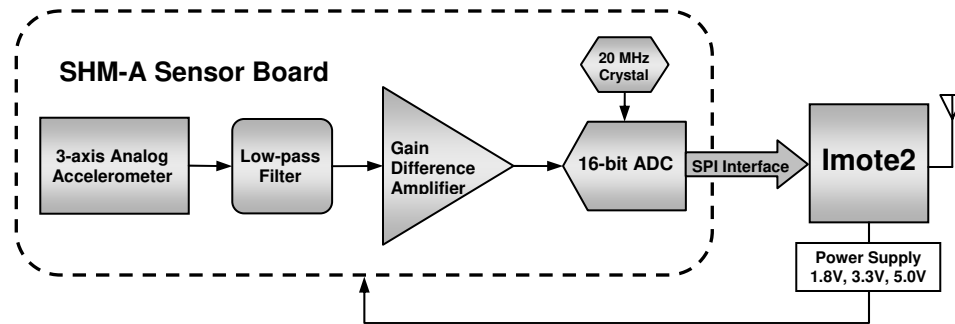 SHM-A Sensor Board
20 MHz
Crystal
3-axis Analog
Accelerometer
Low-pass
Filter
Gain
Difference
Amplifier
16-bit ADC
SPI Interface
Imote2
Power Supply
1.8V, 3.3V, 5.0V